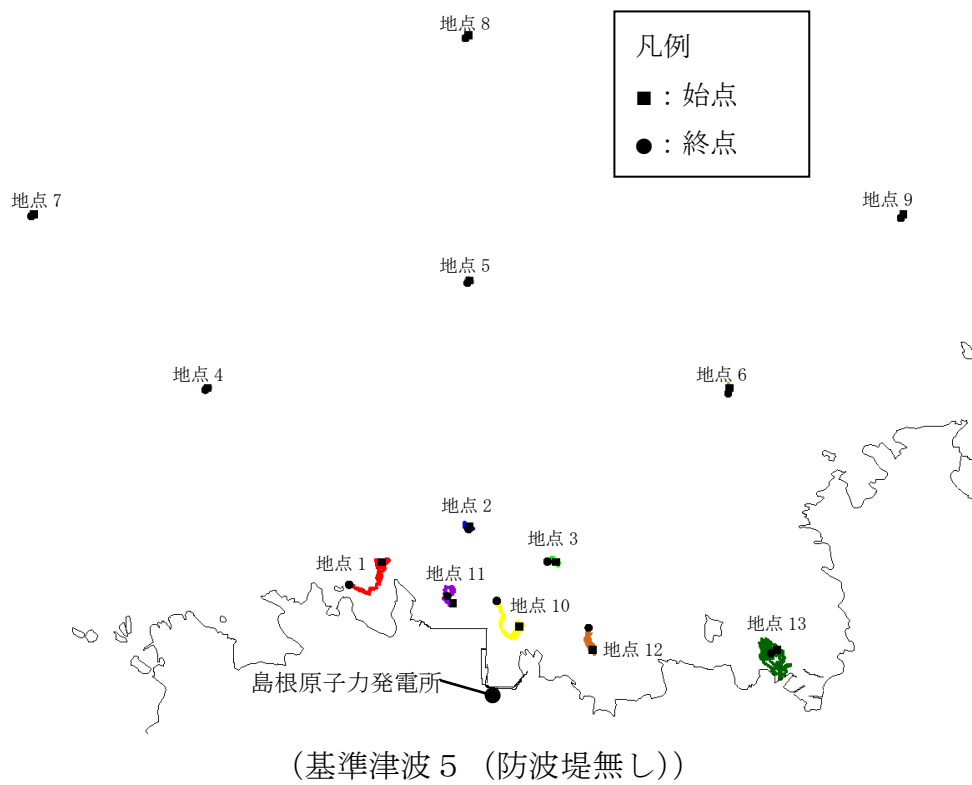 地点 8
凡例
■：始点
●：終点
地点 7
地点 9
地点 5
地点 4
地点 6
地点 2
地点 3
地点 1
地点 11
地点 10
地点 13
地点 12
島根原子力発電所
（基準津波５（防波堤無し））